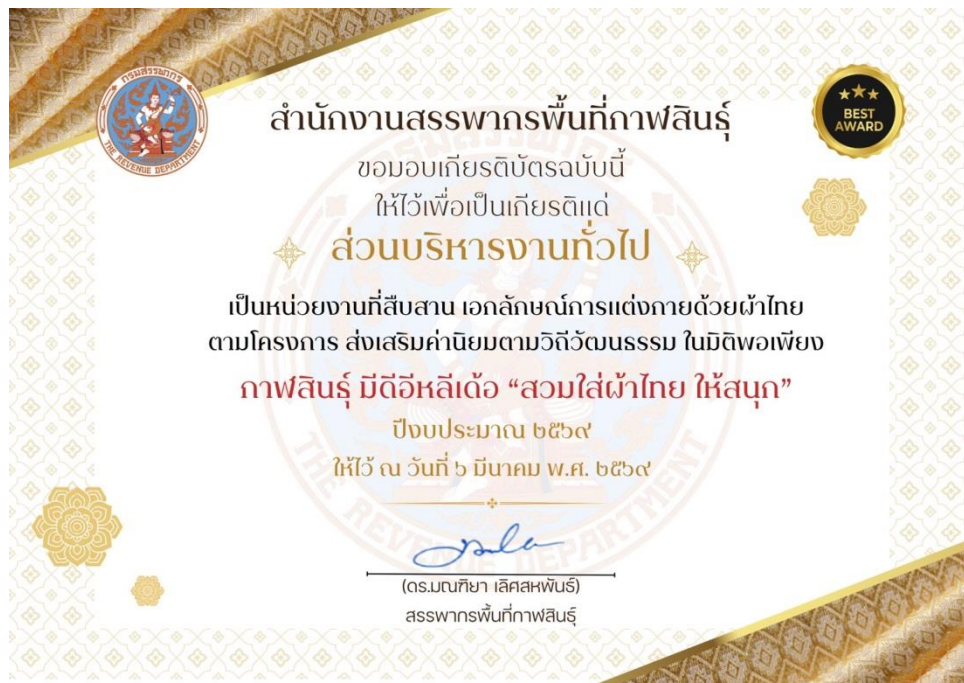 กรมสรรพากร
THE REVENUE DEPARTMENT
BEST
AWARD
สำนักงานสรรพากรพื้นที่กาฬสินธุ์
ขอมอบเกียรติบัตรฉบับนี้
ให้ไว้เพื่อเป็นเกียรติแด่
ส่วนบริหารงานทั่วไป
เป็นหน่วยงานที่สืบสาน เอกลักษณ์การแต่งกายด้วยผ้าไทย
ตามโครงการ ส่งเสริมค่านิยมตามวิถีวัฒนธรรม ในมิติพอเพียง
กาฬสินธุ์ มีดีอีหลีเด้อ “สวมใส่ผ้าไทย ให้สนุก”
ปีงบประมาณ ๒๕๖๙
ให้ไว้ ณ วันที่ ๖ มีนาคม พ.ศ. ๒๕๖๙
(ดร.มณฑิยา เลิศสหพันธ์)
สรรพากรพื้นที่กาฬสินธุ์
กรมสรรพากร
THE REVENUE DEPARTMENT